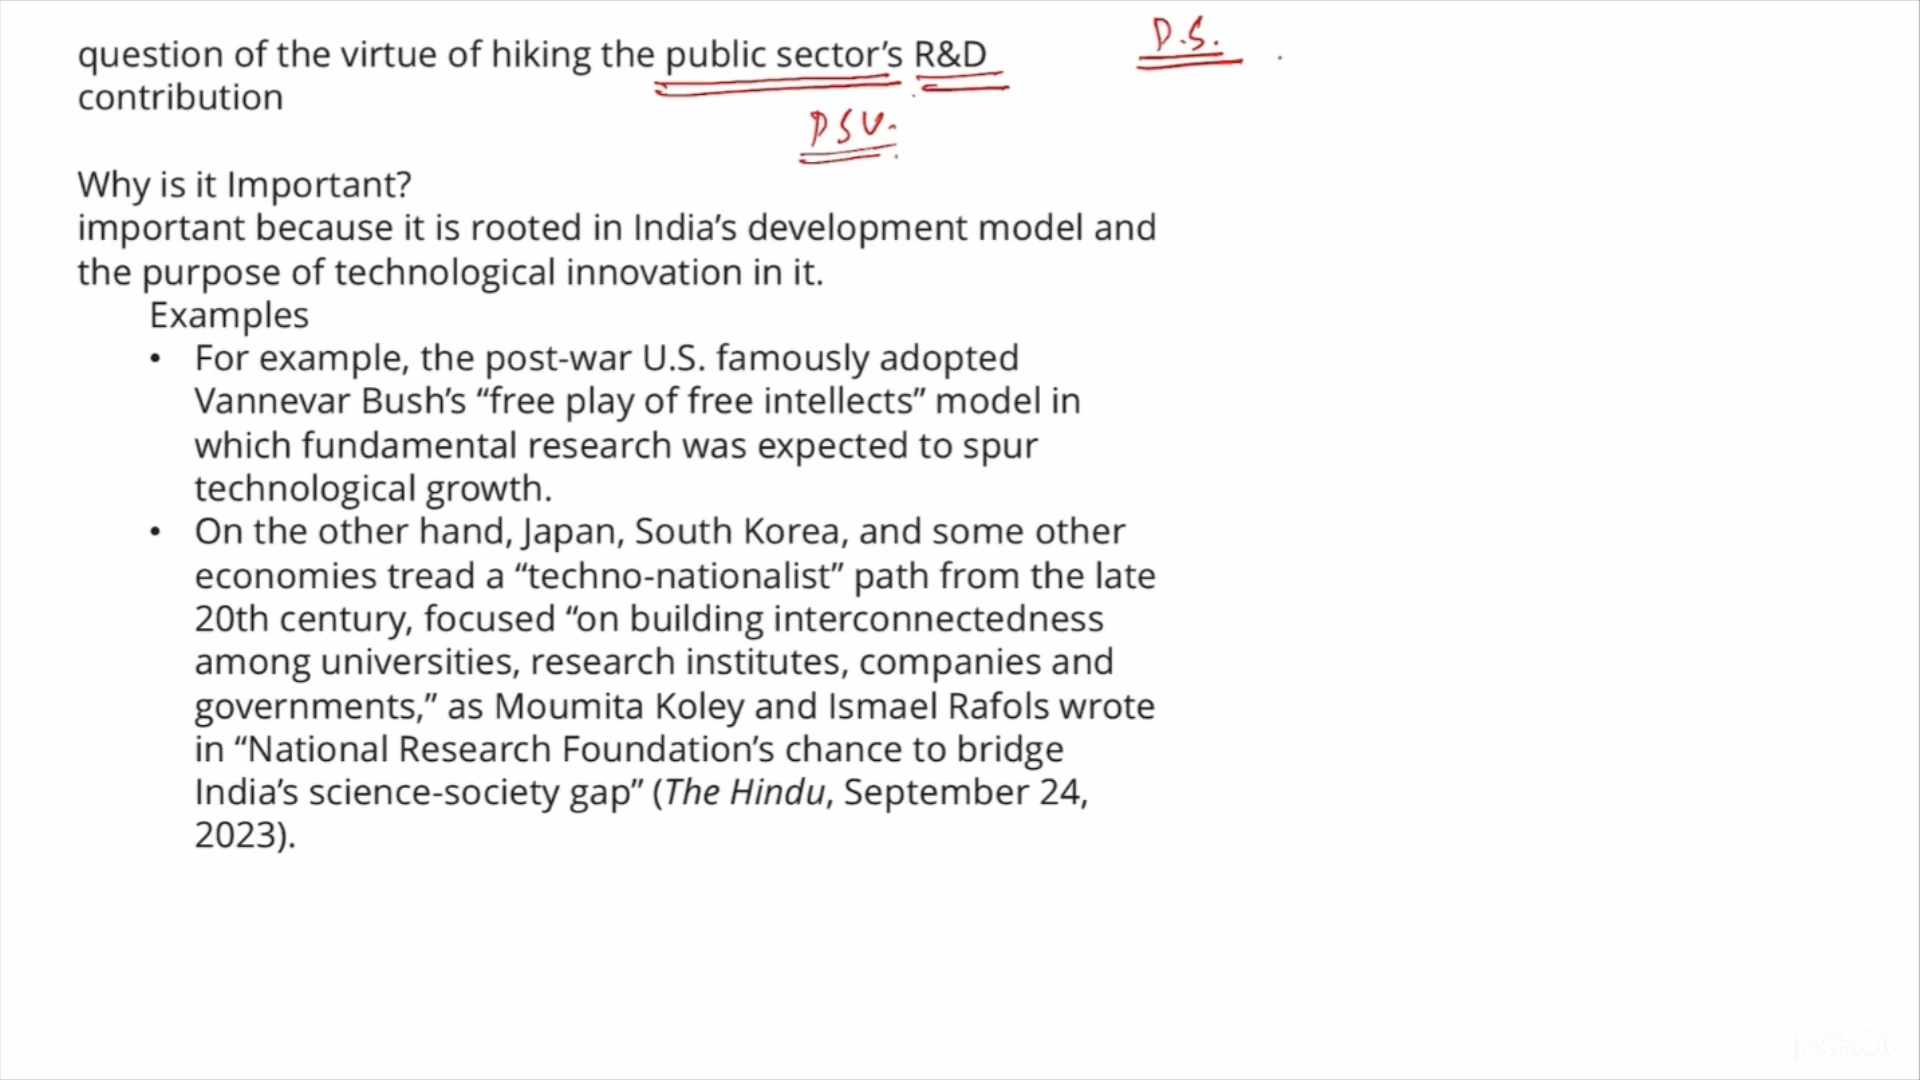 question of the virtue of hiking the public sector’s R&D
P.S.
contribution
PSU.
Why is it Important?
important because it is rooted in India’s development model and
the purpose of technological innovation in it.
Examples
• For example, the post-war U.S. famously adopted
Vannevar Bush’s “free play of free intellects” model in
which fundamental research was expected to spur
technological growth.
• On the other hand, Japan, South Korea, and some other
economies tread a “techno-nationalist” path from the late
20th century, focused “on building interconnectedness
among universities, research institutes, companies and
governments,” as Moumita Koley and Ismael Rafols wrote
in “National Research Foundation’s chance to bridge
India’s science-society gap” (The Hindu, September 24,
2023).
InShOt